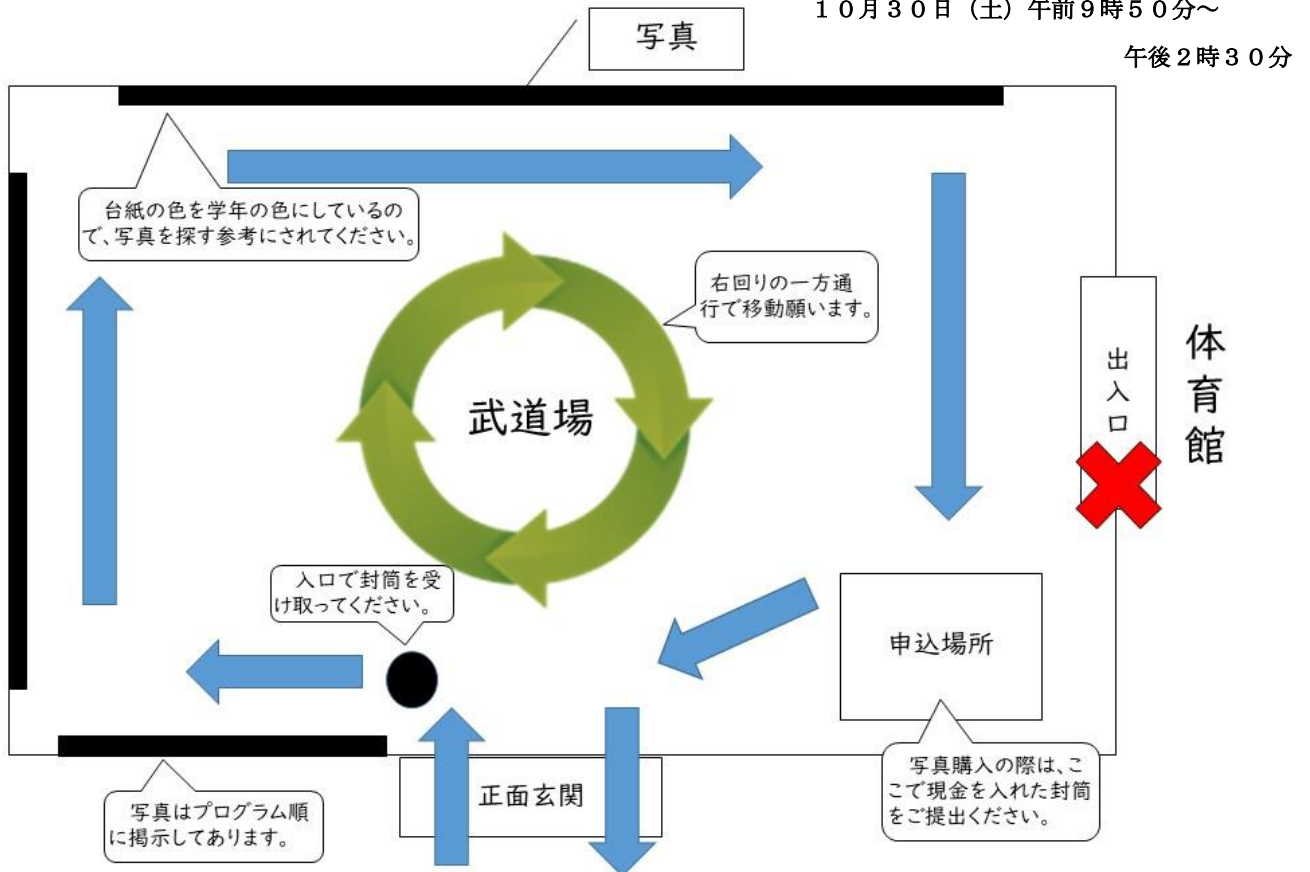 １０月３０日（土）午前９時５０分～
午後２時３０分
写真
台紙の色を学年の色にしているの
で、写真を探す参考にされてください。
右回りの一方通
行で移動願います。
出入口
体育館
武道場
入口で封筒を受
け取ってください。
申込場所
正面玄関
写真はプログラム順
に掲示してあります。
写真購入の際は、こ
こで現金を入れた封筒
をご提出ください。